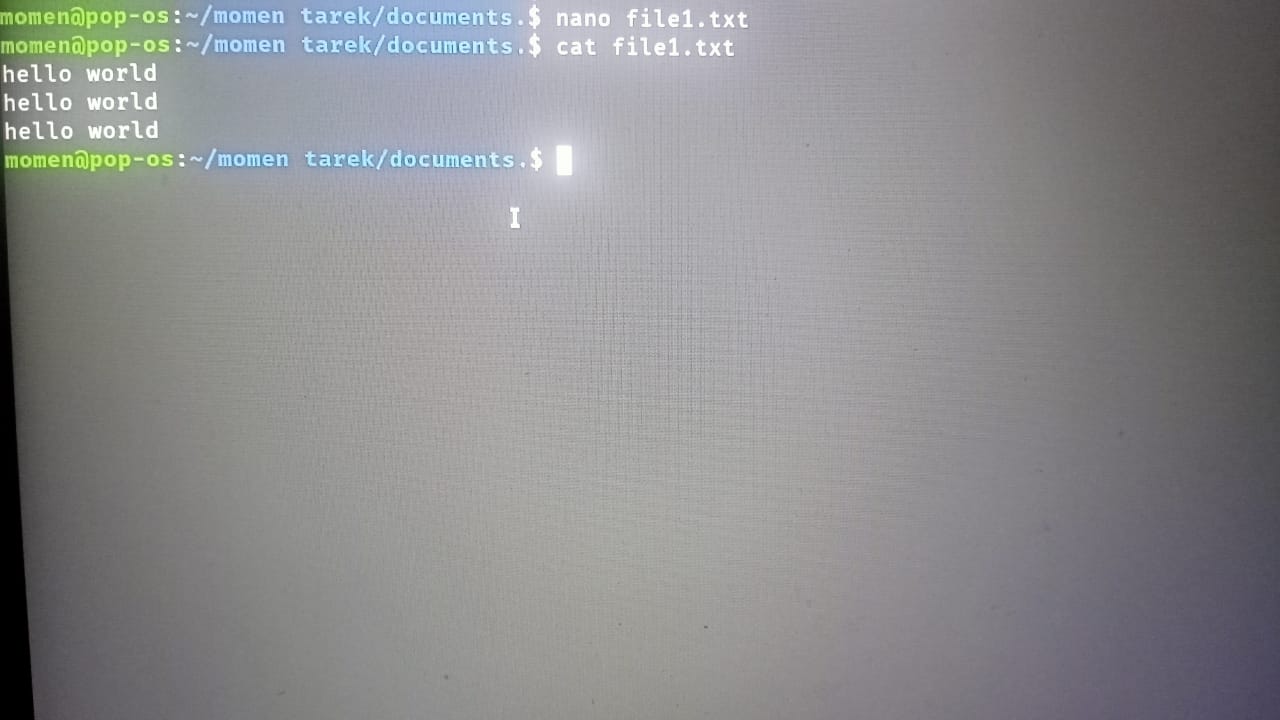 momen@pop-os:~/momen tarek/documents.$ nano file1.txt
momen@pop-os:~/momen tarek/documents.$ cat file1.txt
hello world
hello world
hello world
momen@pop-os:~/momen tarek/documents.$